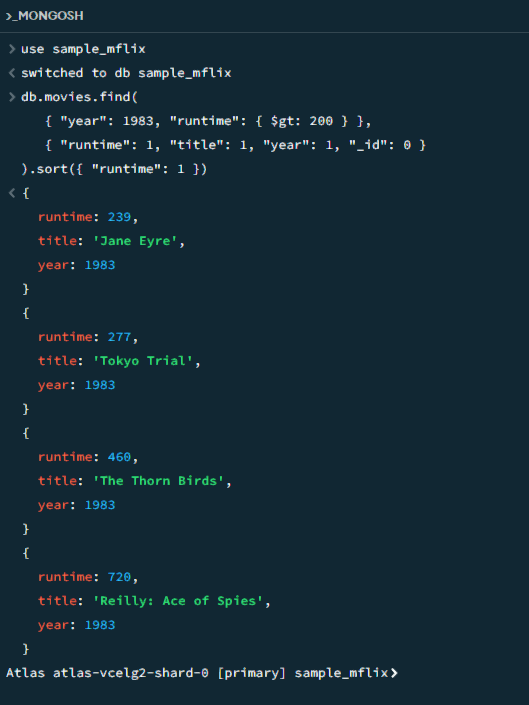 >_MONGOSH
> use sample_mflix
< switched to db sample_mflix
> db.movies.find(
{ "year": 1983, "runtime": { $gt: 200 } },
{ "runtime": 1, "title": 1, "year": 1, "_id": 0 }
).sort({ "runtime": 1 })
< {
runtime: 239,
title: 'Jane Eyre',
year: 1983
}
{
runtime: 277,
title: 'Tokyo Trial',
year: 1983
}
{
runtime: 460,
title: 'The Thorn Birds',
year: 1983
}
{
runtime: 720,
title: 'Reilly: Ace of Spies',
year: 1983
}
Atlas atlas-vcelg2-shard-0 [primary] sample_mflix>